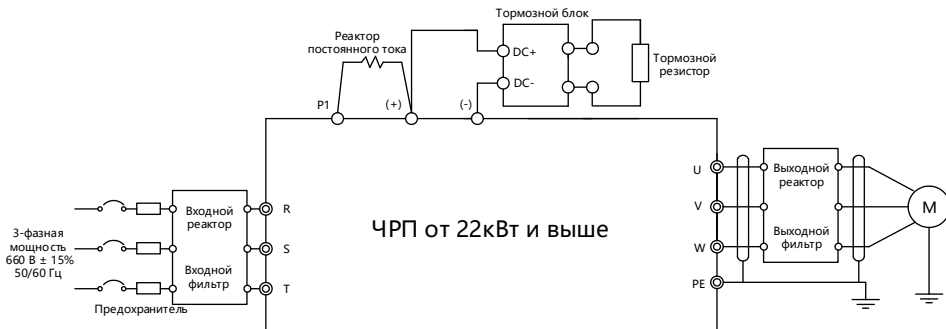 Тормозной блок
Реактор
постоянного тока
DC+
DC-
Тормозной
резистор
P1
(+)
(-)
U
V
W
PE
Выходной
реактор
Выходной
фильтр
M
Входной
реактор
Входной
фильтр
R
S
T
ЧРП от 22кВт и выше
3-фазная
мощность
660 В ± 15%
50/60 Гц
Предохранитель